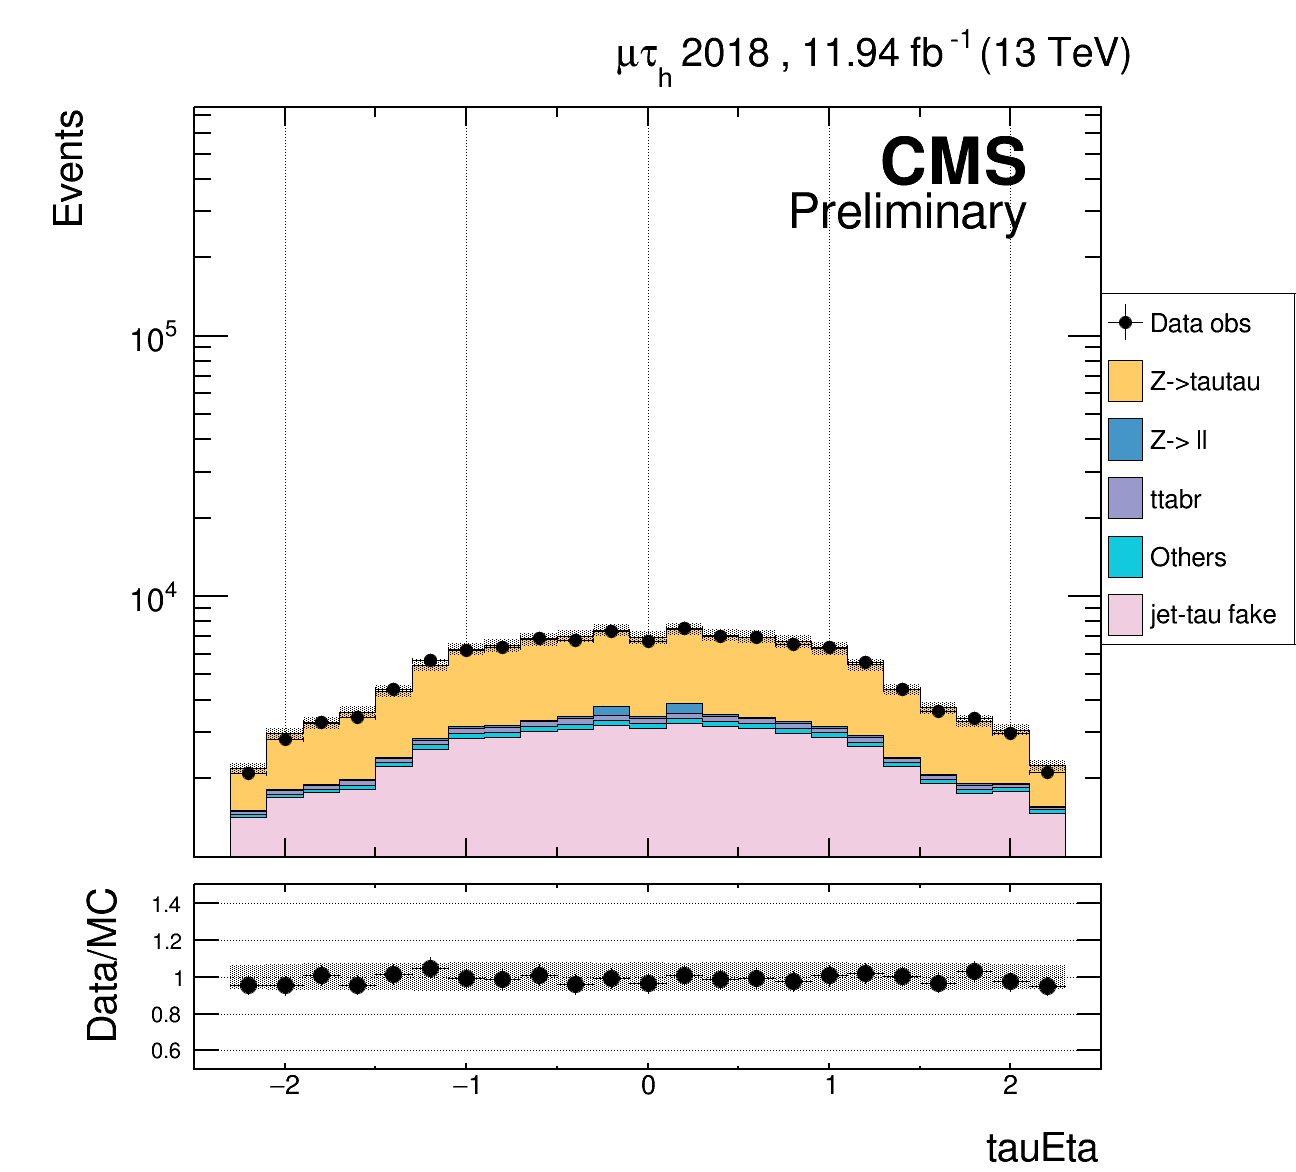 μτh 2018 , 11.94 fb-1 (13 TeV)
Events
CMS
Preliminary
10^5
10^4
Data obs
Z->tautau
Z-> ll
ttabr
Others
jet-tau fake
Data/MC
1.4
1.2
1
0.8
0.6
−2 −1 0 1 2
tauEta